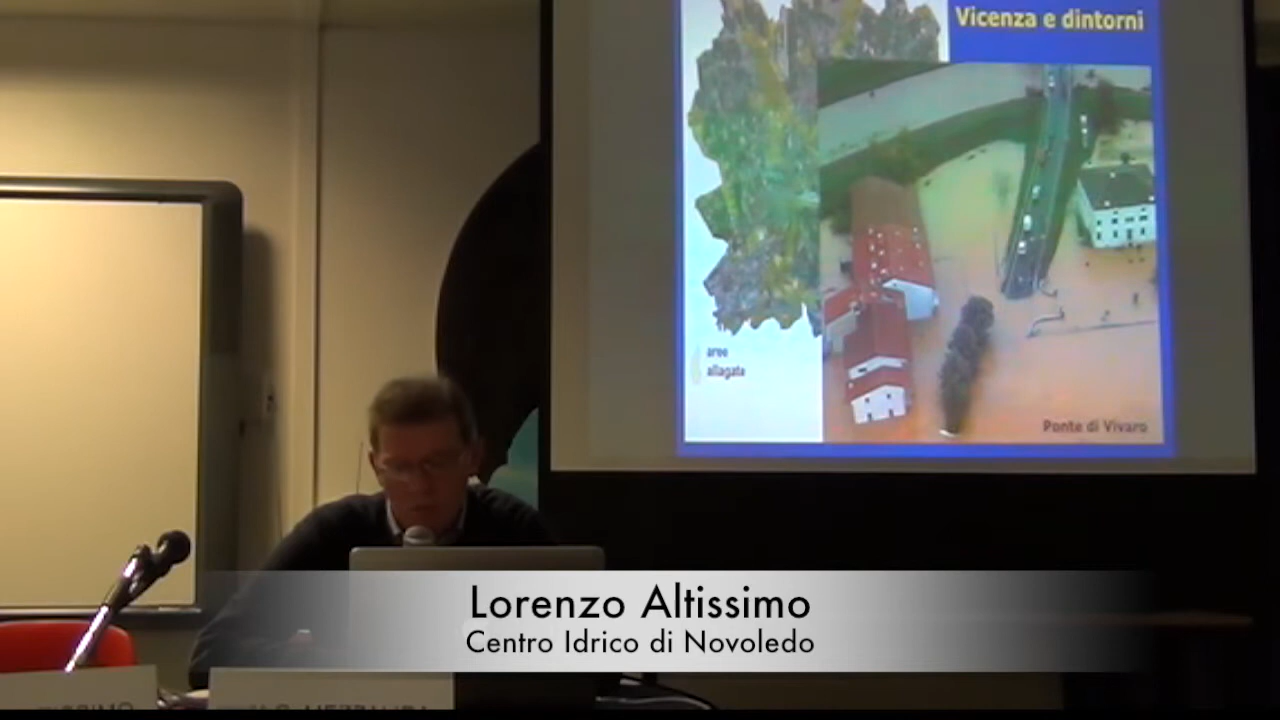 Vicenza e dintorni
aree
allagate
Ponte di Vivaro
Lorenzo Altissimo
Centro Idrico di Novoledo